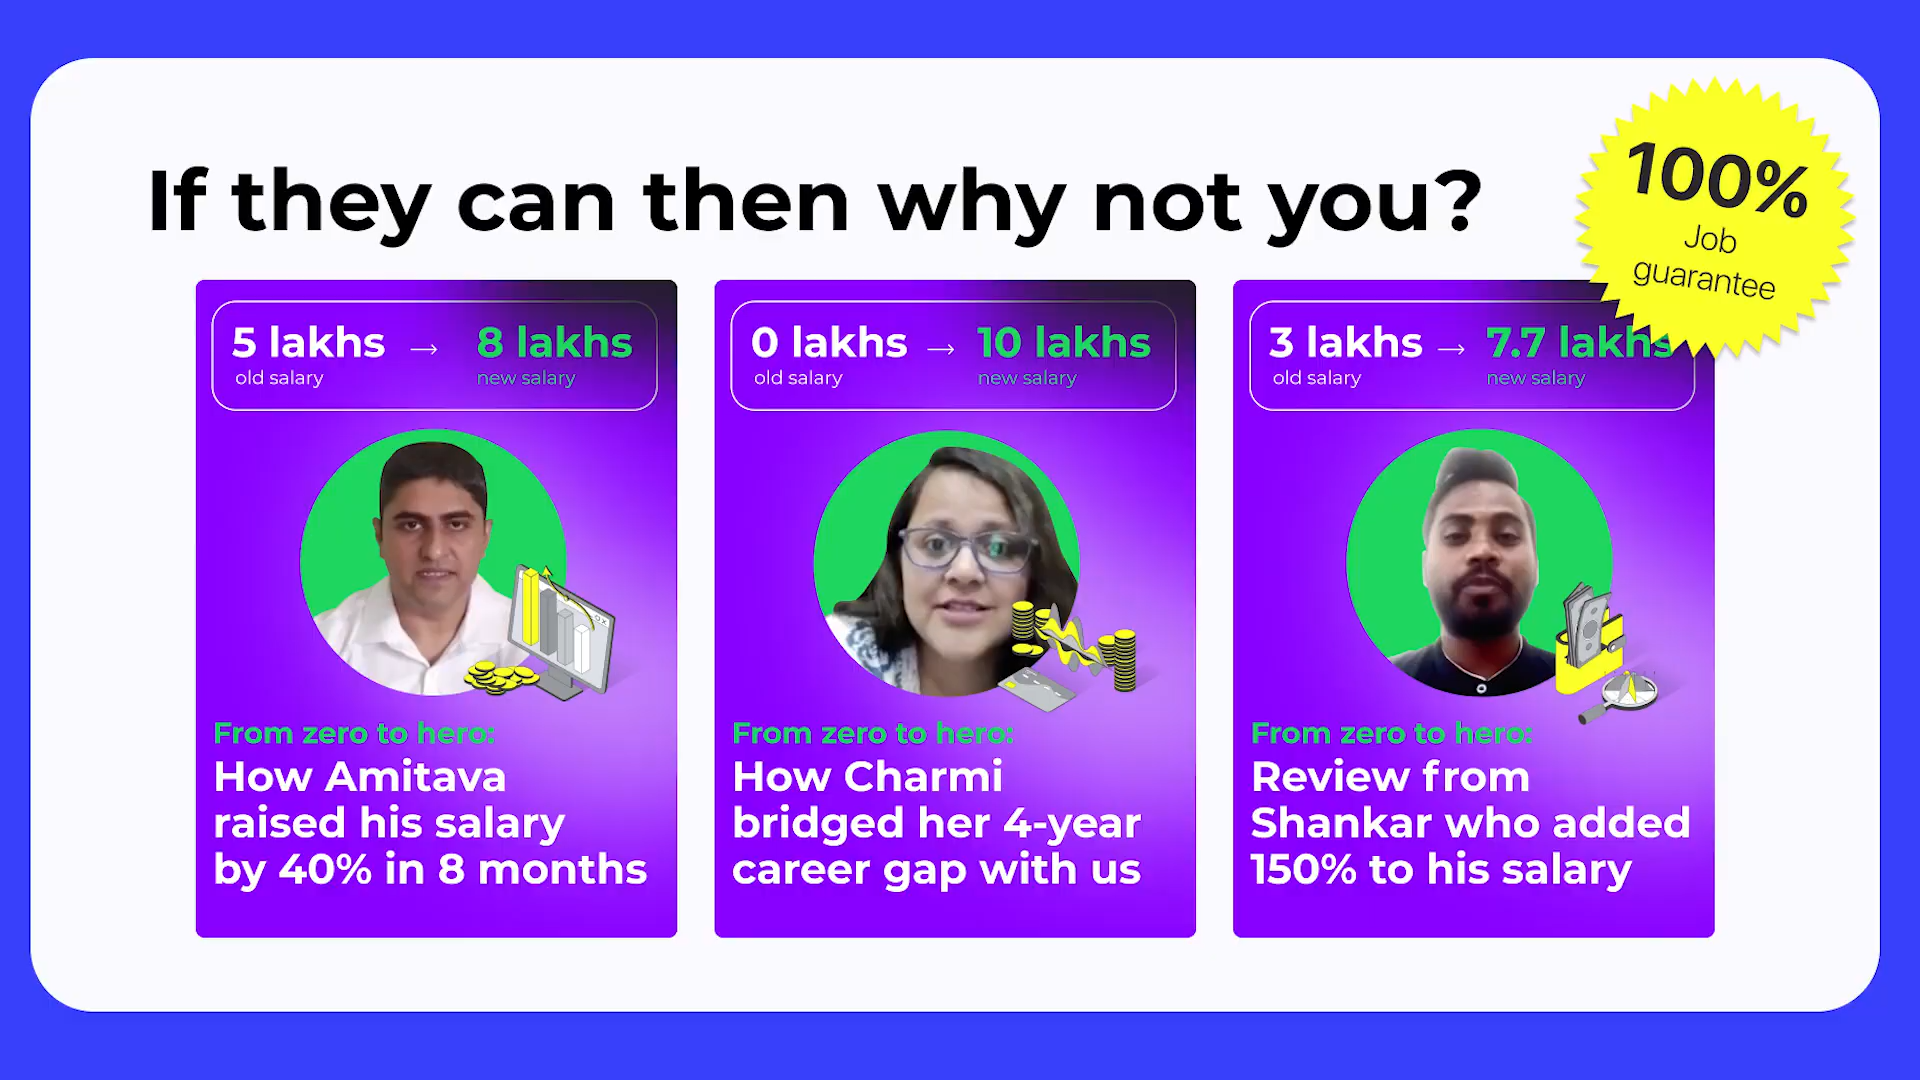 If they can then why not you?
100%
Job
guarantee
5 lakhs → 8 lakhs
old salary new salary
From zero to hero:
How Amitava
raised his salary
by 40% in 8 months
0 lakhs → 10 lakhs
old salary new salary
From zero to hero:
How Charmi
bridged her 4-year
career gap with us
3 lakhs → 7.7 lakhs
old salary new salary
From zero to hero:
Review from
Shankar who added
150% to his salary